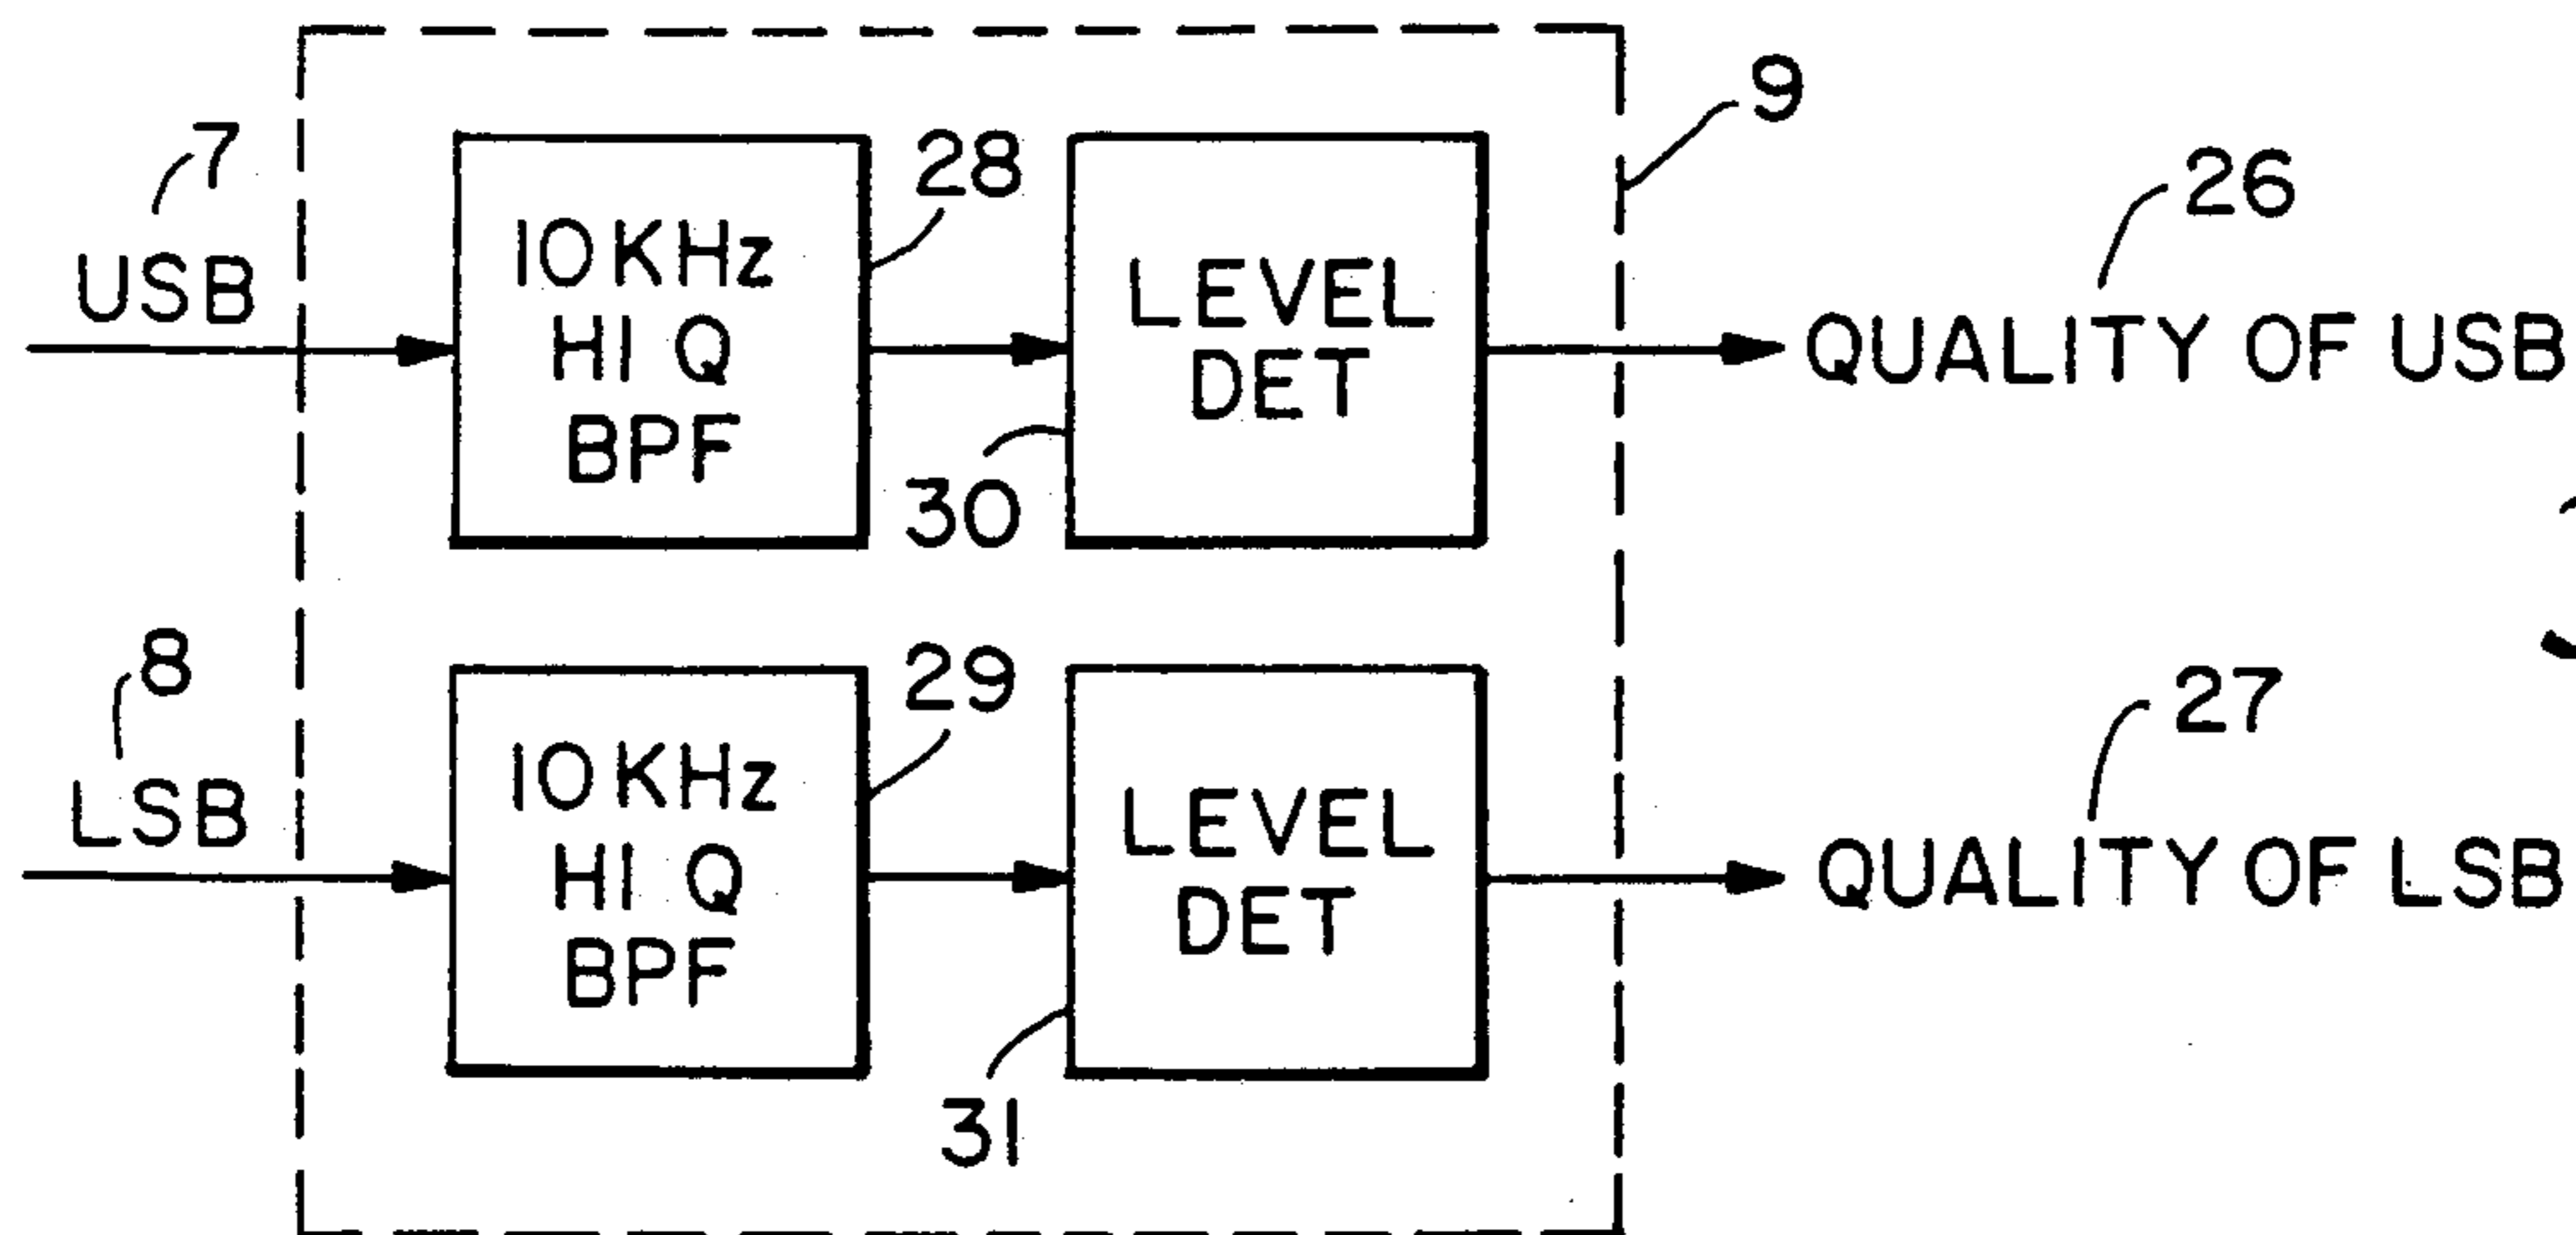 9
7
28
26
USB
10 KHz
HI Q
BPF
LEVEL
DET
QUALITY OF USB
30
8
29
27
LSB
10 KHz
HI Q
BPF
LEVEL
DET
QUALITY OF LSB
31